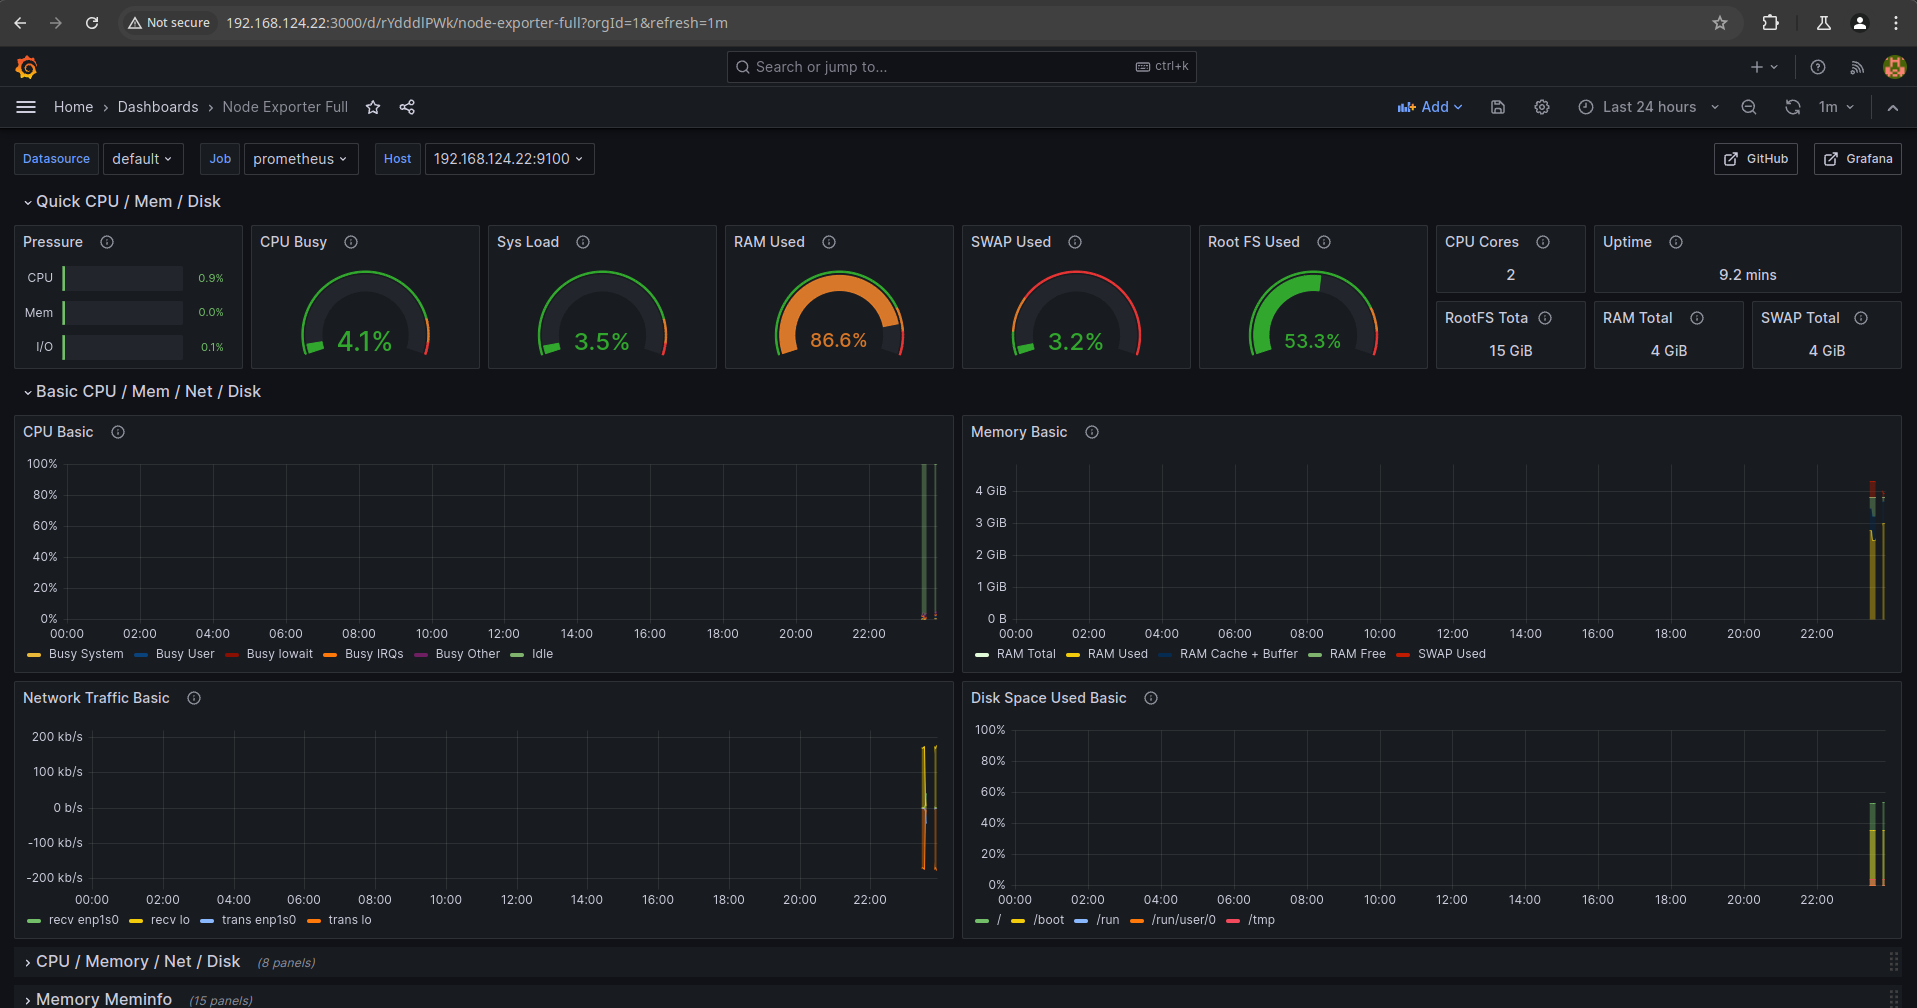 Not secure 192.168.124.22:3000/d/rYdddlPWk/node-exporter-full?orgId=1&refresh=1m
Search or jump to... ctrl+k
Home › Dashboards › Node Exporter Full Add Last 24 hours 1m
Datasource default Job prometheus Host 192.168.124.22:9100 GitHub Grafana
Quick CPU / Mem / Disk
Pressure
CPU 0.9%
Mem 0.0%
I/O 0.1%
CPU Busy
4.1%
Sys Load
3.5%
RAM Used
86.6%
SWAP Used
3.2%
Root FS Used
53.3%
CPU Cores
2
Uptime
9.2 mins
RootFS Tota
15 GiB
RAM Total
4 GiB
SWAP Total
4 GiB
Basic CPU / Mem / Net / Disk
CPU Basic
100%
80%
60%
40%
20%
0%
00:00 02:00 04:00 06:00 08:00 10:00 12:00 14:00 16:00 18:00 20:00 22:00
Busy System Busy User Busy Iowait Busy IRQs Busy Other Idle
Memory Basic
4 GiB
3 GiB
2 GiB
1 GiB
0 B
00:00 02:00 04:00 06:00 08:00 10:00 12:00 14:00 16:00 18:00 20:00 22:00
RAM Total RAM Used RAM Cache + Buffer RAM Free SWAP Used
Network Traffic Basic
200 kb/s
100 kb/s
0 b/s
-100 kb/s
-200 kb/s
00:00 02:00 04:00 06:00 08:00 10:00 12:00 14:00 16:00 18:00 20:00 22:00
recv enp1s0 recv lo trans enp1s0 trans lo
Disk Space Used Basic
100%
80%
60%
40%
20%
0%
00:00 02:00 04:00 06:00 08:00 10:00 12:00 14:00 16:00 18:00 20:00 22:00
/ /boot /run /run/user/0 /tmp
CPU / Memory / Net / Disk (8 panels)
Memory Meminfo (15 panels)